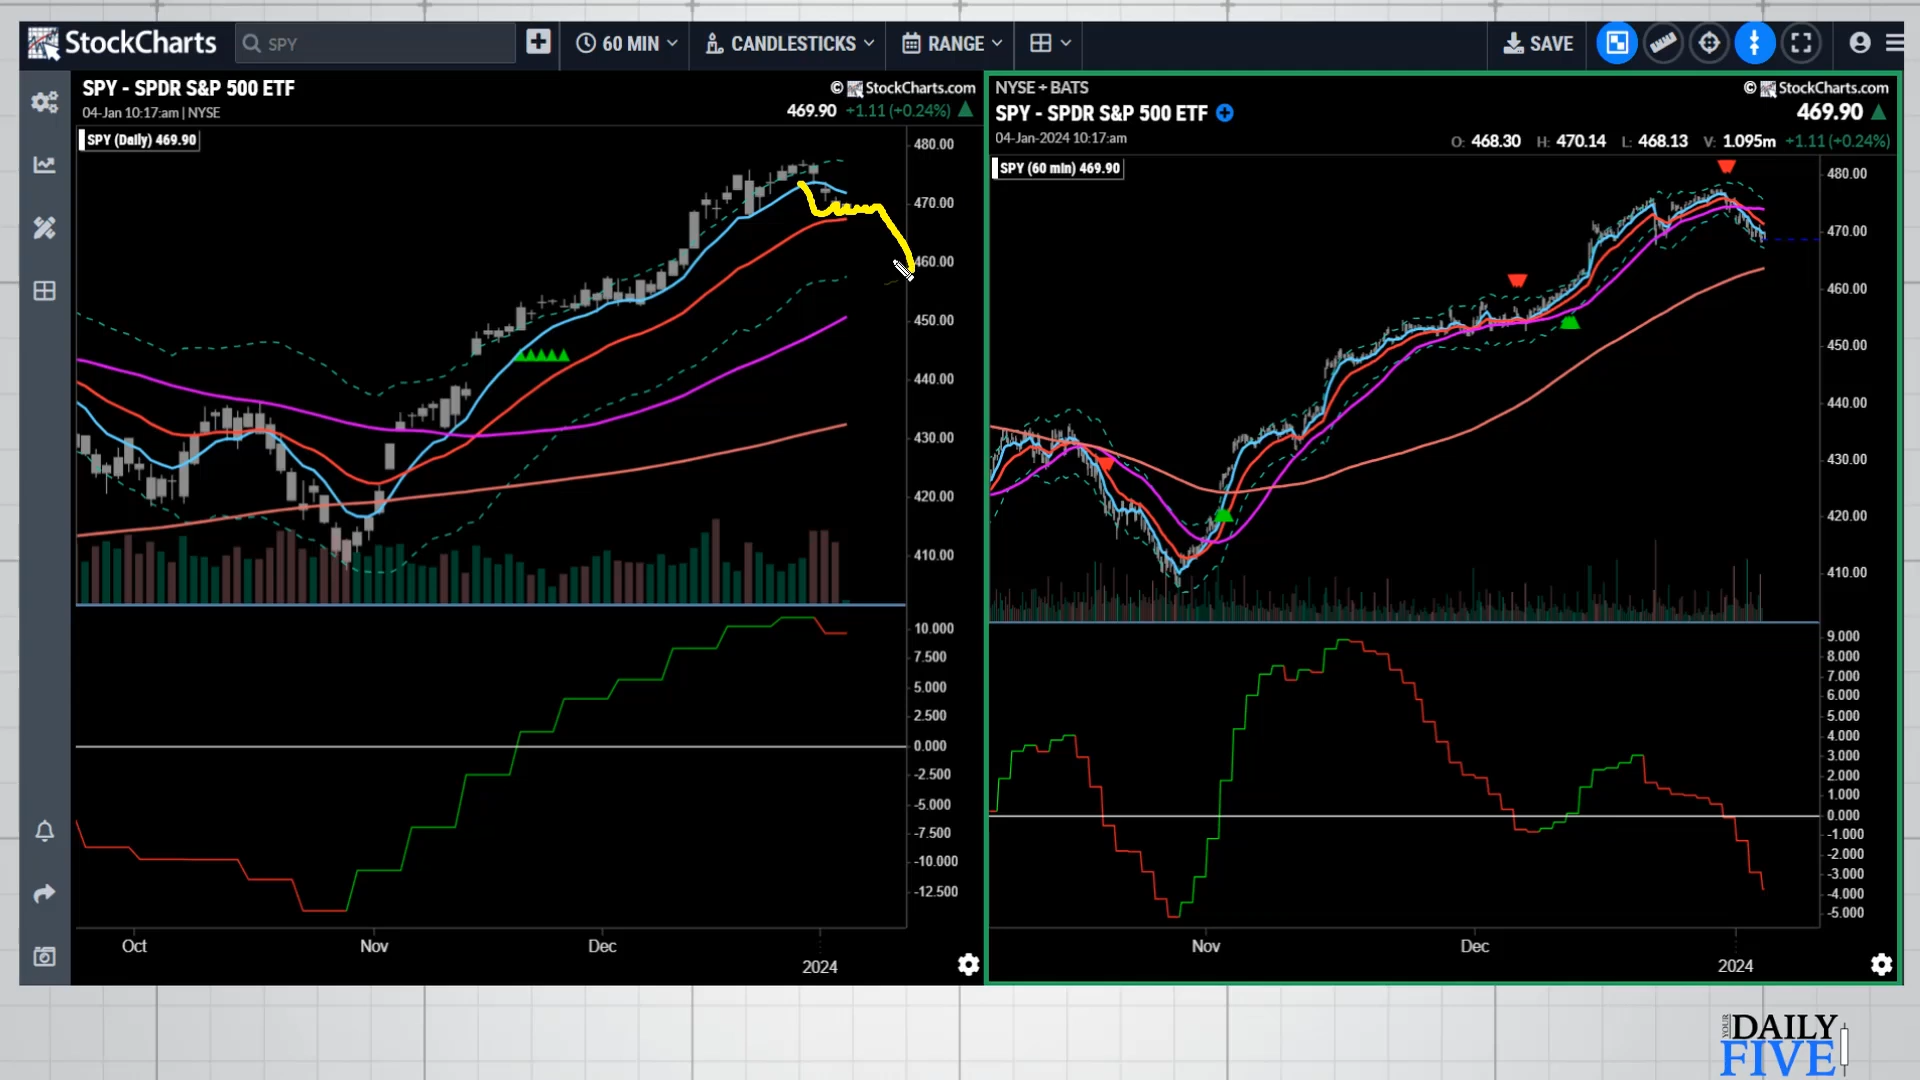 StockCharts
SPY
60 MIN
CANDLESTICKS
RANGE
SAVE
SPY - SPDR S&P 500 ETF
04-Jan 10:17:am | NYSE
© StockCharts.com
469.90 +1.11 (+0.24%)
SPY (Daily) 469.90
480.00
470.00
460.00
450.00
440.00
430.00
420.00
410.00
10.000
7.500
5.000
2.500
0.000
-2.500
-5.000
-7.500
-10.000
-12.500
Oct
Nov
Dec
2024
NYSE + BATS
© StockCharts.com
SPY - SPDR S&P 500 ETF
469.90
04-Jan-2024 10:17:am
O: 468.30 H: 470.14 L: 468.13 V: 1.095m +1.11 (+0.24%)
SPY (60 min) 469.90
480.00
470.00
460.00
450.00
440.00
430.00
420.00
410.00
9.000
8.000
7.000
6.000
5.000
4.000
3.000
2.000
1.000
0.000
-1.000
-2.000
-3.000
-4.000
-5.000
Nov
Dec
2024
YOUR
DAILY
FIVE